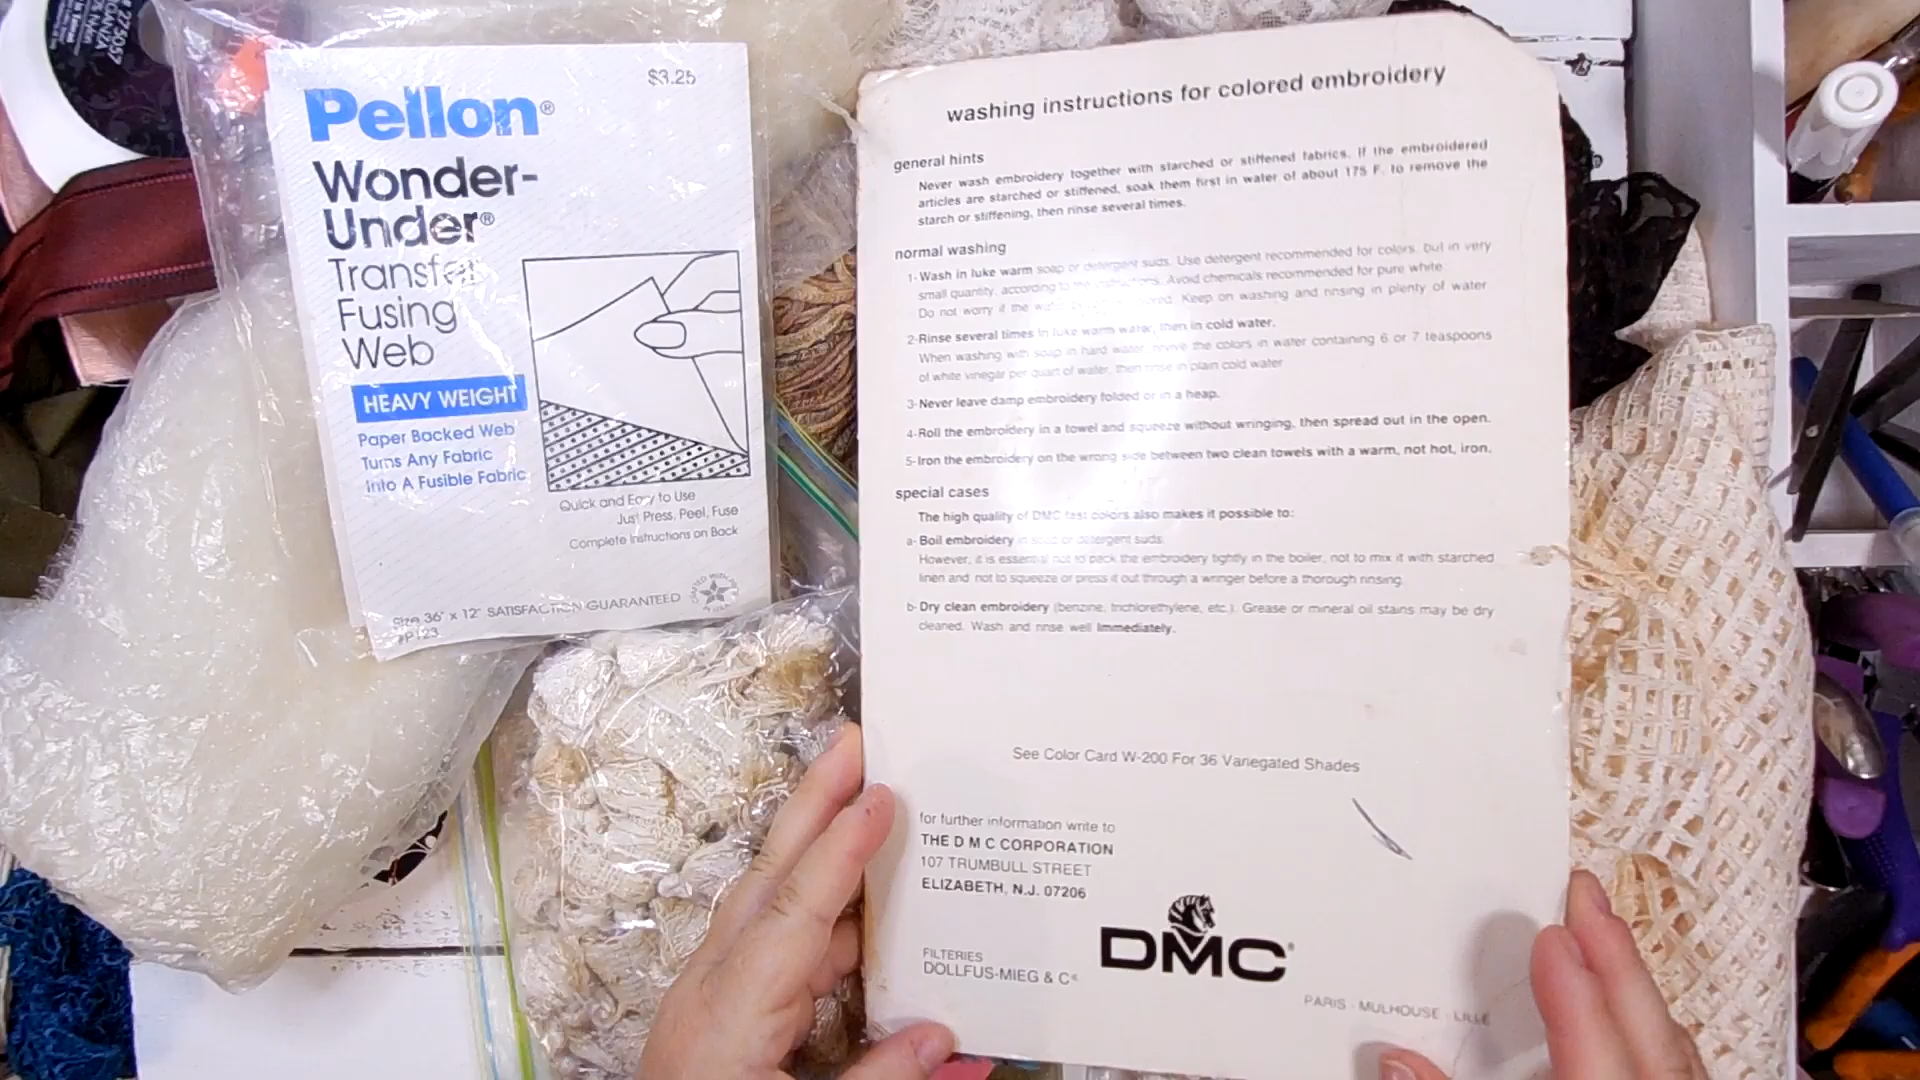 275057
$3.25
Pellon®
Wonder-
Under®
Transfer
Fusing
Web
HEAVY WEIGHT
Paper Backed Web
Turns Any Fabric
Into A Fusible Fabric
Quick and Easy to Use
Just Press, Peel, Fuse
Complete Instructions on Back
Size 36" x 12" SATISFACTION GUARANTEED
#P123
washing instructions for colored embroidery
general hints
Never wash embroidery together with starched or stiffened fabrics. If the embroidered
articles are starched or stiffened, soak them first in water of about 175 F. to remove the
starch or stiffening, then rinse several times.
normal washing
1-Wash in luke warm soap or detergent suds. Use detergent recommended for colors, but in very
small quantity, according to the instructions. Avoid chemicals recommended for pure white.
Do not worry if the water Keep on washing and rinsing in plenty of water
2-Rinse several times in luke warm water, then in cold water.
When washing with soap in hard water, revive the colors in water containing 6 or 7 teaspoons
of white vinegar per quart of water, then rinse in plain cold water
3-Never leave damp embroidery folded or in a heap.
4-Roll the embroidery in a towel and squeeze without wringing, then spread out in the open.
5-Iron the embroidery on the wrong side between two clean towels with a warm, not hot, iron.
special cases
The high quality of DMC fast colors also makes it possible to:
a-Boil embroidery in soap or detergent suds.
However, it is essential not to pack the embroidery tightly in the boiler, not to mix it with starched
linen and not to squeeze or press it out through a wringer before a thorough rinsing.
b-Dry clean embroidery (benzine, trichlorethylene, etc.). Grease or mineral oil stains may be dry
cleaned. Wash and rinse well immediately.
See Color Card W-200 For 36 Variegated Shades
for further information write to
THE D M C CORPORATION
107 TRUMBULL STREET
ELIZABETH, N.J. 07206
DMC®
FILTERIES
DOLLFUS-MIEG & Cie
PARIS - MULHOUSE - LILLE